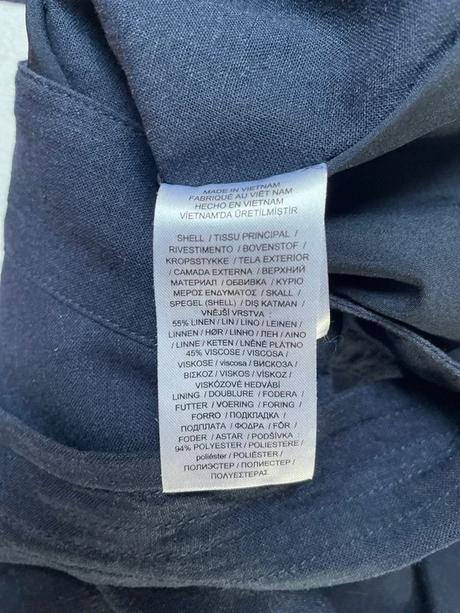 MADE IN VIETNAM
FABRIQUÉ AU VIÊT NAM
HECHO EN VIETNAM
VİETNAM'DA ÜRETİLMİŞTİR
SHELL / TISSU PRINCIPAL /
RIVESTIMENTO / BOVENSTOF /
KROPSSTYKKE / TELA EXTERIOR
/ CAMADA EXTERNA / ВЕРХНИЙ
МАТЕРИАЛ / ОБВИВКА / ΚΥΡΙΟ
ΜΕΡΟΣ ΕΝΔΥΜΑΤΟΣ / SKALL /
SPEGEL (SHELL) / DIŞ KATMAN /
VNĚJŠÍ VRSTVA :
55% LINEN / LIN / LINO / LEINEN /
LINNEN / HØR / LINHO / ЛЕН / ΛΙΝΟ
/ LINNE / KETEN / LNĚNÉ PLÁTNO
45% VISCOSE / VISCOSA /
VISKOSE / viscosa / ВИСКОЗА /
ΒΙΣΚΟΖ / VISKOS / VİSKOZ /
VISKÓZOVÉ HEDVÁBÍ
LINING / DOUBLURE / FODERA /
FUTTER / VOERING / FORING /
FORRO / ПОДКЛАДКА /
ПОДПЛАТА / ΦΟΔΡΑ / FÔR /
FODER / ASTAR / PODŠÍVKA :
94% POLYESTER / POLIESTERE /
poliéster / POLIÉSTER /
ПОЛИЭСТЕР / ПОЛИЕСТЕР /
ΠΟΛΥΕΣΤΕΡΑΣ